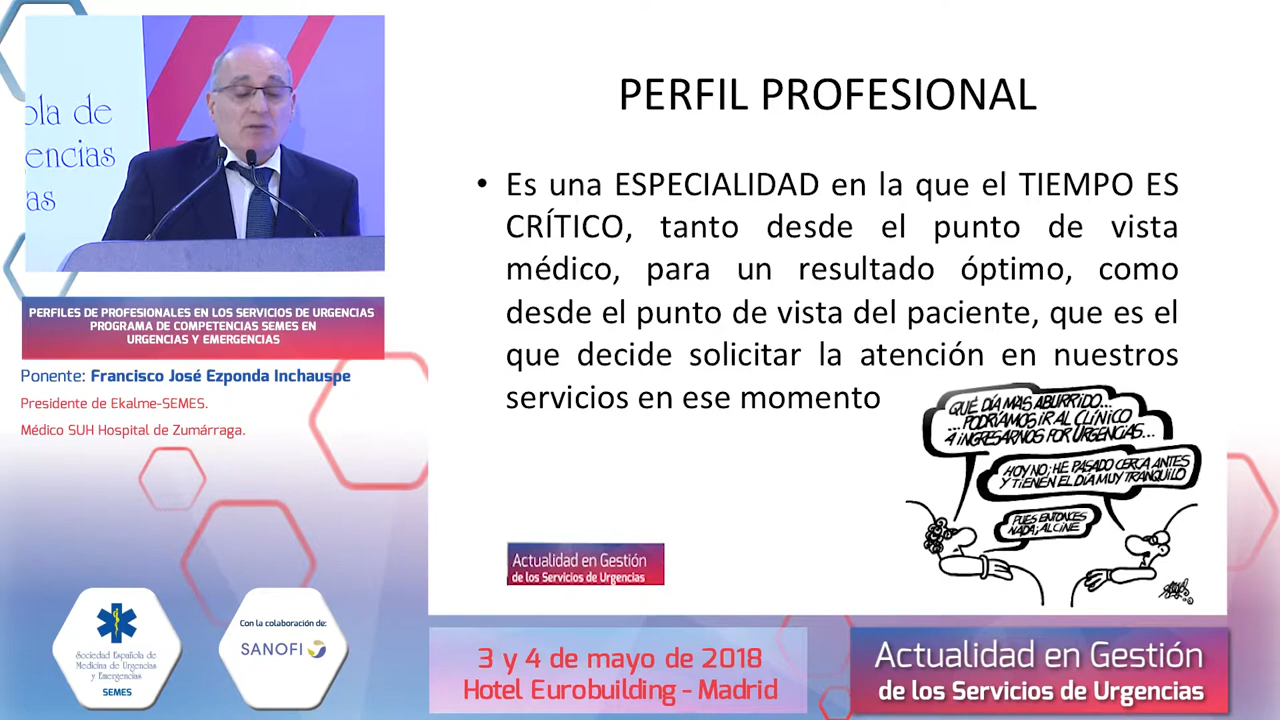 ola de
encias
as
PERFILES DE PROFESIONALES EN LOS SERVICIOS DE URGENCIAS
PROGRAMA DE COMPETENCIAS SEMES EN
URGENCIAS Y EMERGENCIAS
Ponente: Francisco José Ezponda Inchauspe
Presidente de Ekalme-SEMES.
Médico SUH Hospital de Zumárraga.
Sociedad Española de
Medicina de Urgencias
y Emergencias
SEMES
Con la colaboración de:
SANOFI
PERFIL PROFESIONAL
• Es una ESPECIALIDAD en la que el TIEMPO ES
CRÍTICO, tanto desde el punto de vista
médico, para un resultado óptimo, como
desde el punto de vista del paciente, que es el
que decide solicitar la atención en nuestros
servicios en ese momento
QUÉ DÍA MAS ABURRIDO...
...PODRÍAMOS IR AL CLÍNICO
A INGRESARNOS POR URGENCIAS...
HOY NO; HE PASADO CERCA ANTES
Y TIENEN EL DÍA MUY TRANQUILO
PUES ENTONCES
NADA; AL CINE
Actualidad en Gestión
de los Servicios de Urgencias
3 y 4 de mayo de 2018
Hotel Eurobuilding - Madrid
Actualidad en Gestión
de los Servicios de Urgencias